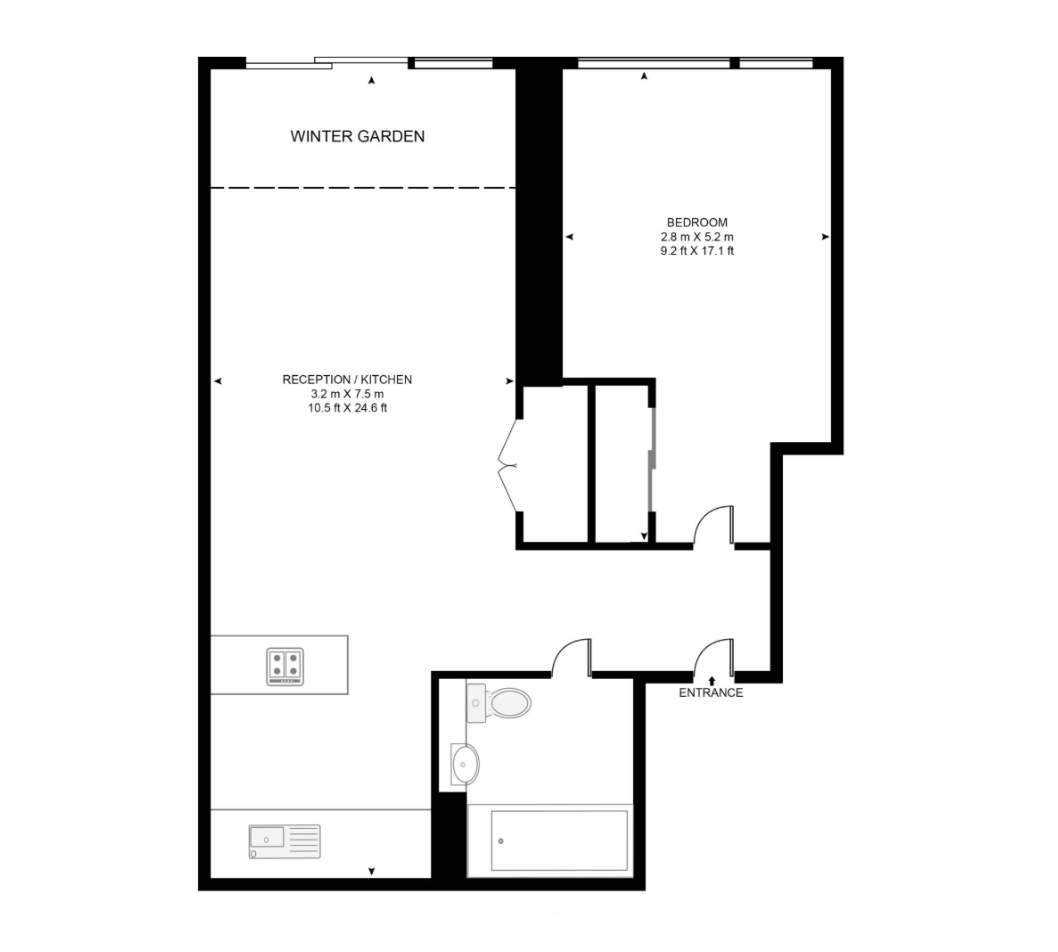 WINTER GARDEN
BEDROOM
2.8 m X 5.2 m
9.2 ft X 17.1 ft
RECEPTION / KITCHEN
3.2 m X 7.5 m
10.5 ft X 24.6 ft
ENTRANCE